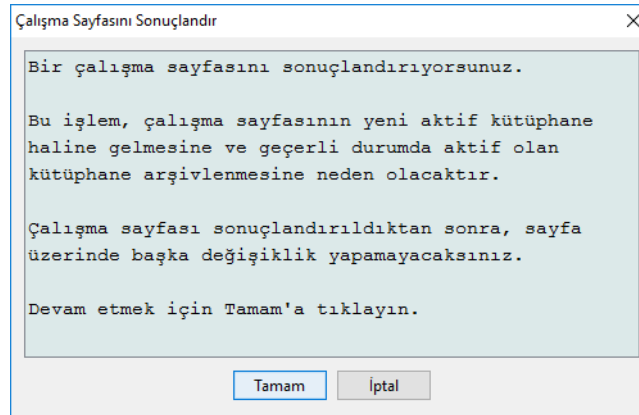 Çalışma Sayfasını Sonuçlandır
Bir çalışma sayfasını sonuçlandırıyorsunuz.
Bu işlem, çalışma sayfasının yeni aktif kütüphane
haline gelmesine ve geçerli durumda aktif olan
kütüphane arşivlenmesine neden olacaktır.
Çalışma sayfası sonuçlandırıldıktan sonra, sayfa
üzerinde başka değişiklik yapamayacaksınız.
Devam etmek için Tamam'a tıklayın.
Tamam İptal